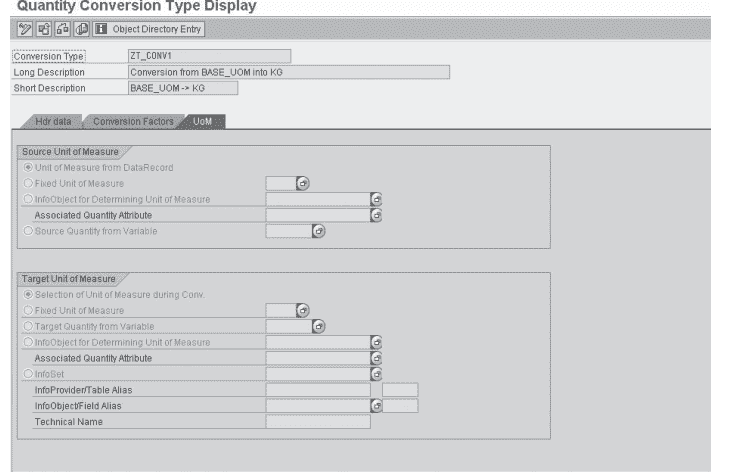 Quantity Conversion Type Display
Object Directory Entry
Conversion Type ZT_CONV1
Long Description Conversion from BASE_UOM into KG
Short Description BASE_UOM -> KG
Hdr data Conversion Factors UoM
Source Unit of Measure
Unit of Measure from DataRecord
Fixed Unit of Measure
InfoObject for Determining Unit of Measure
Associated Quantity Attribute
Source Quantity from Variable
Target Unit of Measure
Selection of Unit of Measure during Conv.
Fixed Unit of Measure
Target Quantity from Variable
InfoObject for Determining Unit of Measure
Associated Quantity Attribute
InfoSet
InfoProvider/Table Alias
InfoObject/Field Alias
Technical Name